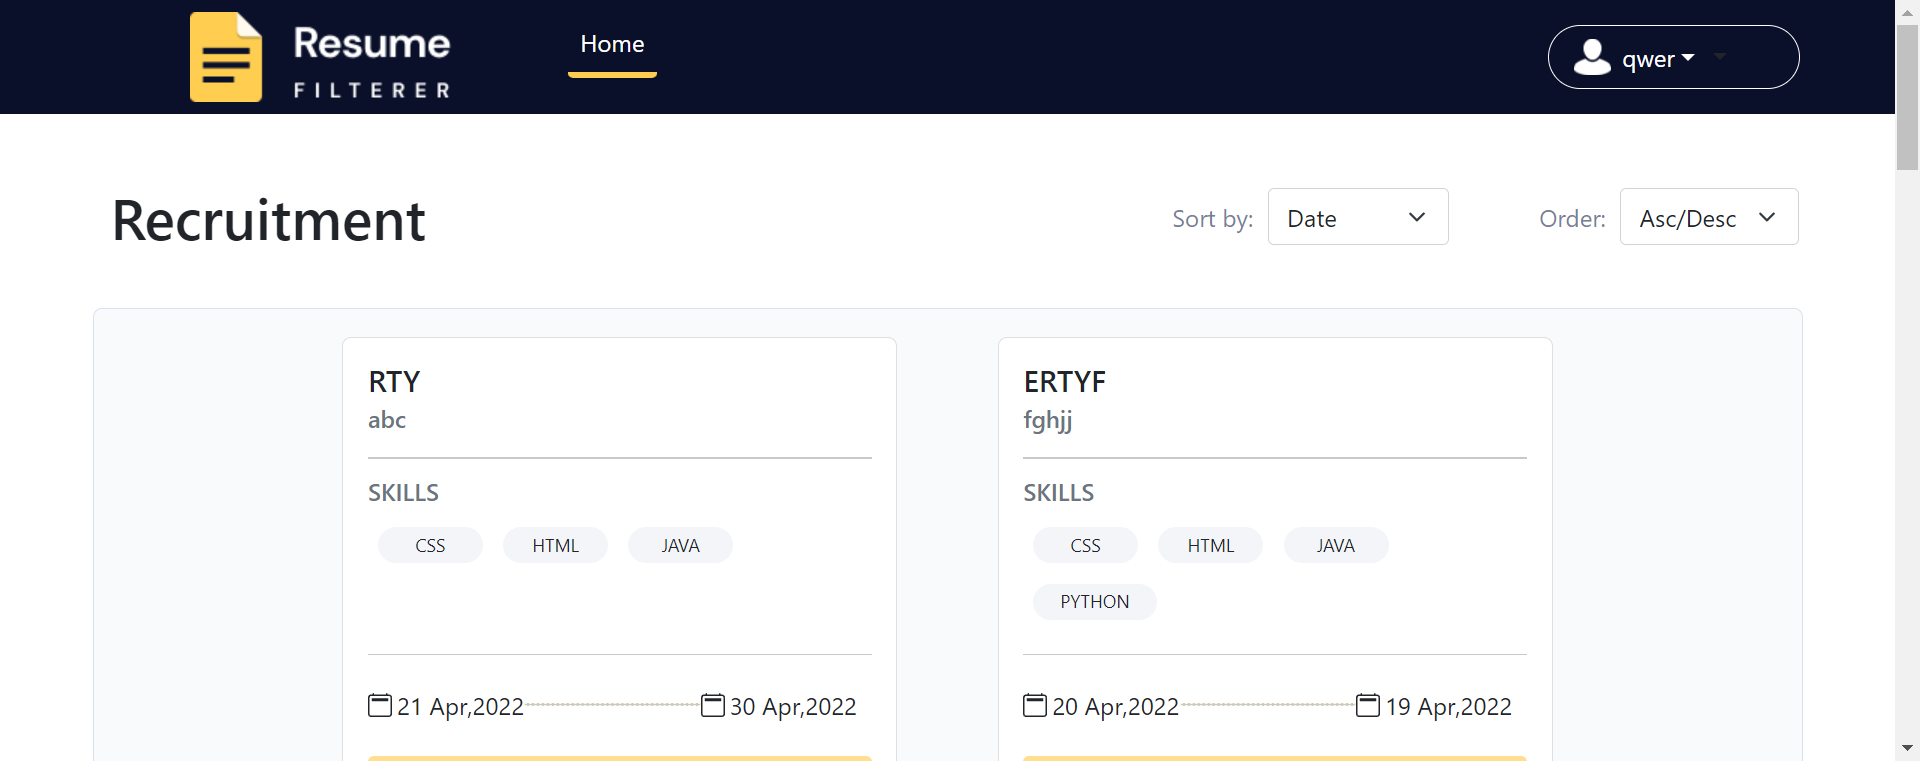 Resume
FILTERER
Home
qwer
Recruitment
Sort by:
Date
Order:
Asc/Desc
RTY
abc
SKILLS
CSS
HTML
JAVA
21 Apr,2022
30 Apr,2022
ERTYF
fghjj
SKILLS
CSS
HTML
JAVA
PYTHON
20 Apr,2022
19 Apr,2022